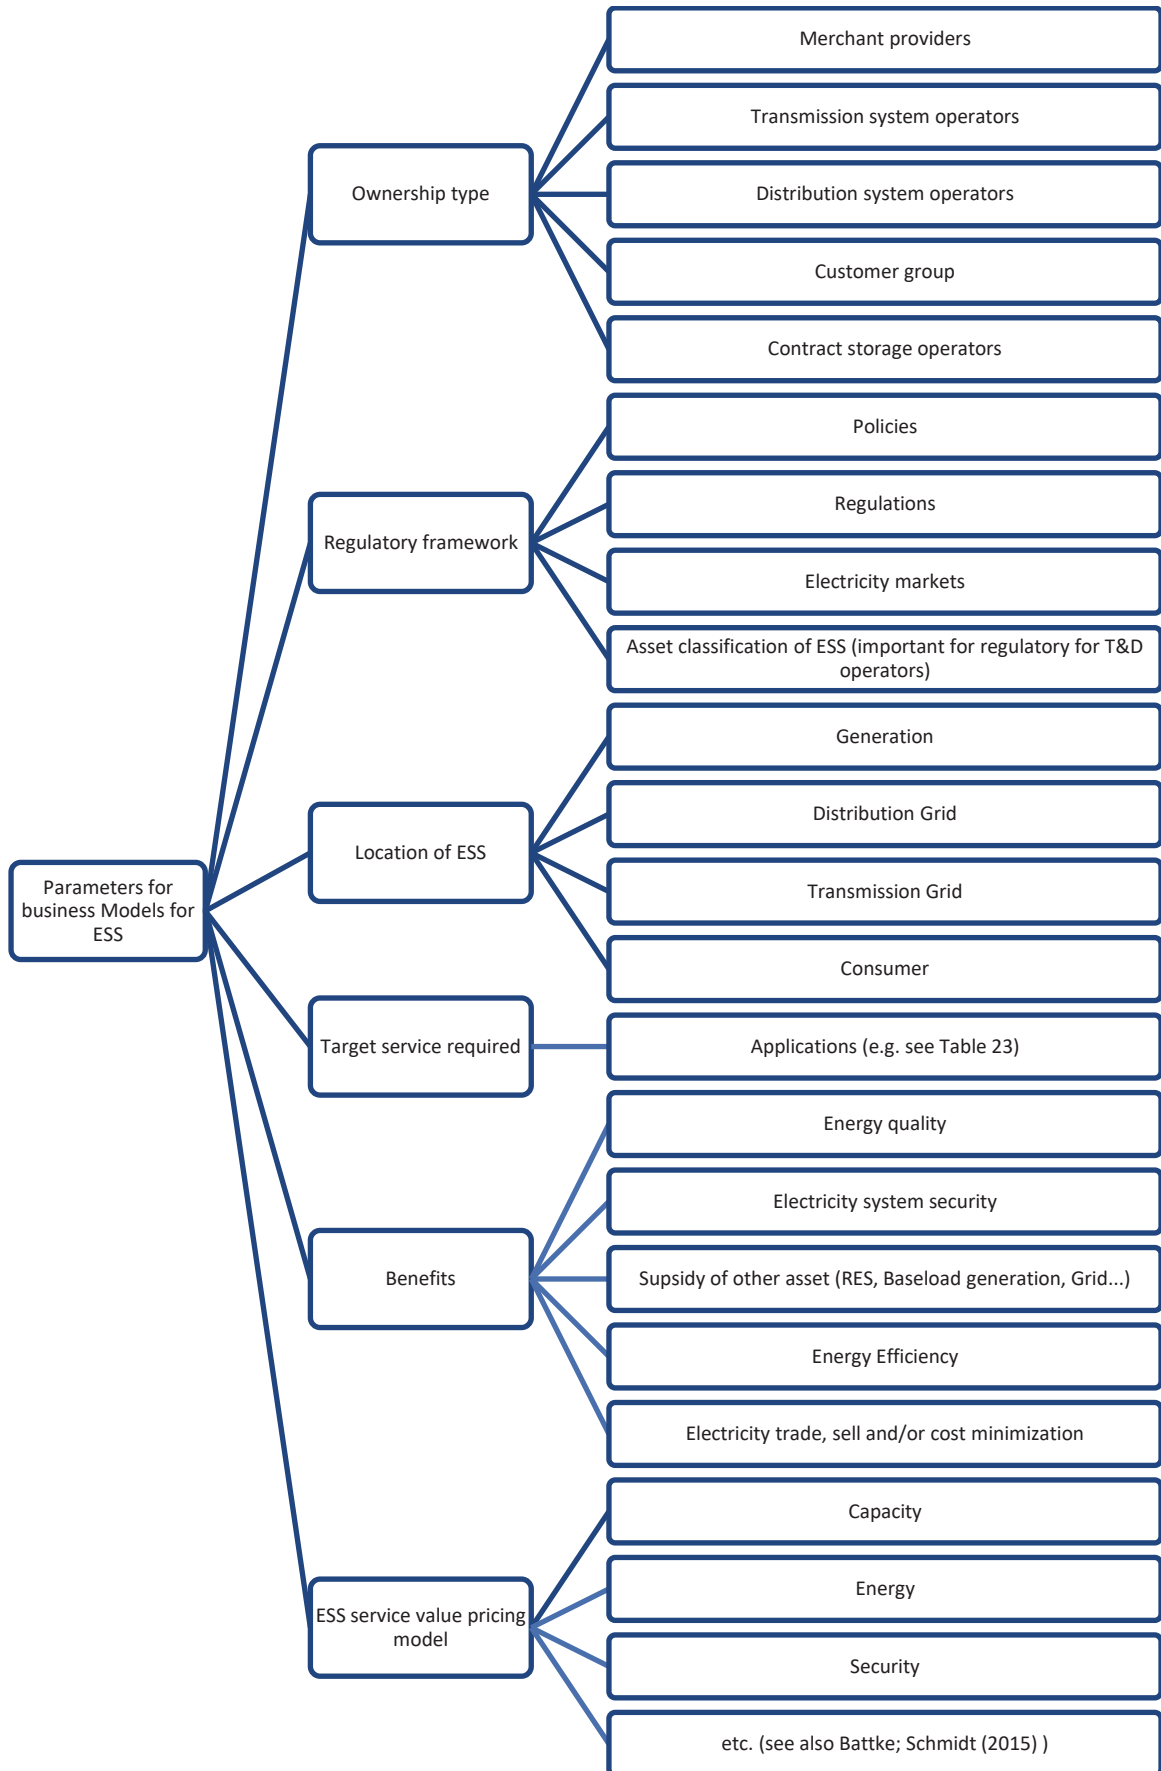 Parameters for
business Models for
ESS
Ownership type
Merchant providers
Transmission system operators
Distribution system operators
Customer group
Contract storage operators
Regulatory framework
Policies
Regulations
Electricity markets
Asset classification of ESS (important for regulatory for T&D
operators)
Location of ESS
Generation
Distribution Grid
Transmission Grid
Consumer
Target service required
Applications (e.g. see Table 23)
Benefits
Energy quality
Electricity system security
Supsidy of other asset (RES, Baseload generation, Grid...)
Energy Efficiency
Electricity trade, sell and/or cost minimization
ESS service value pricing
model
Capacity
Energy
Security
etc. (see also Battke; Schmidt (2015) )